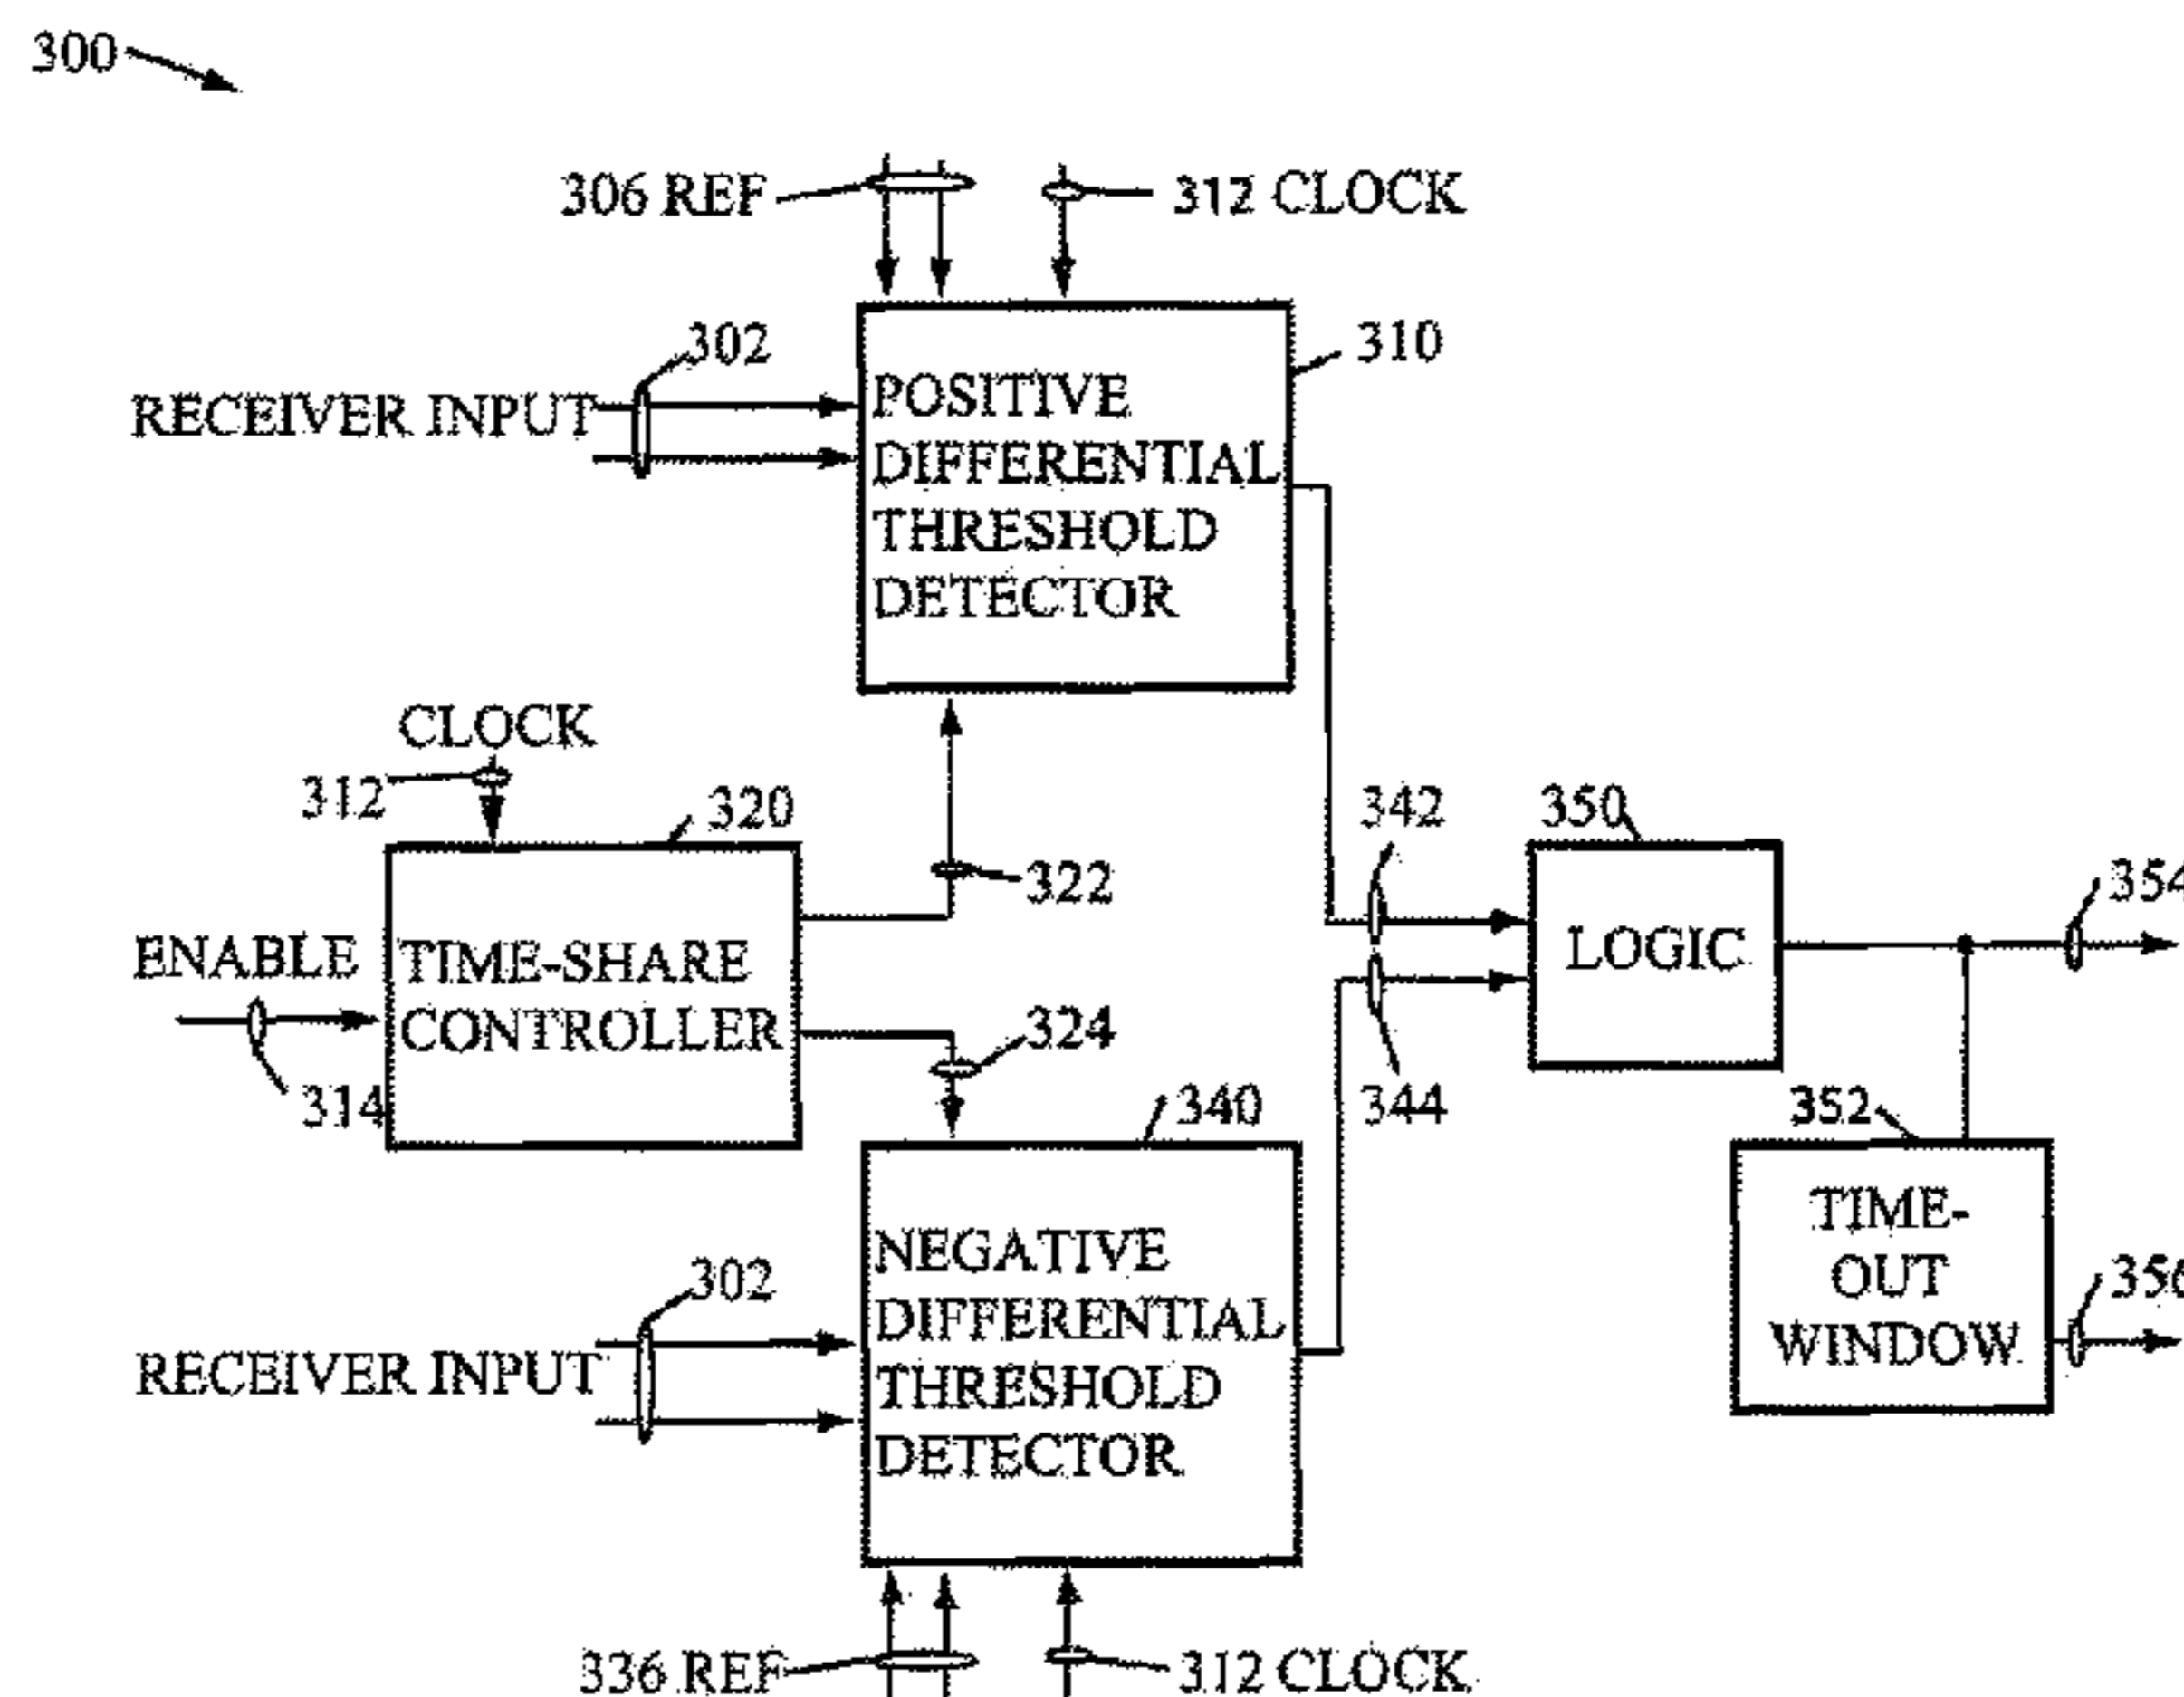 300
306 REF
312 CLOCK
302
310
RECEIVER INPUT
POSITIVE
DIFFERENTIAL
THRESHOLD
DETECTOR
CLOCK
312
320
322
342
350
354
ENABLE
TIME-SHARE
CONTROLLER
LOGIC
324
314
340
344
352
302
RECEIVER INPUT
NEGATIVE
DIFFERENTIAL
THRESHOLD
DETECTOR
TIME-
OUT
WINDOW
356
336 REF
312 CLOCK